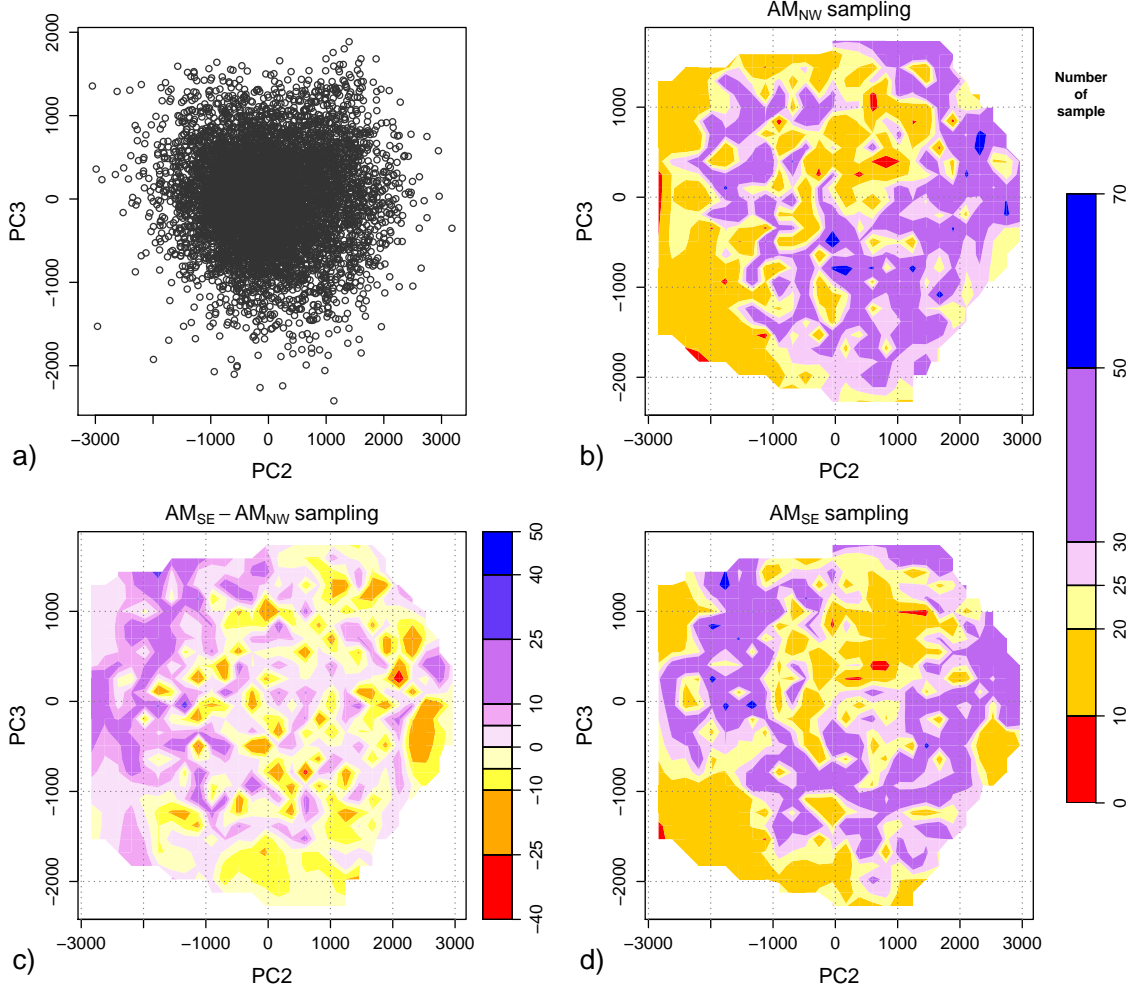 2000
1000
0
−1000
−2000
PC3
−3000 −1000 0 1000 2000 3000
PC2
a)
AM_NW sampling
1000
0
−1000
−2000
PC3
−3000 −1000 0 1000 2000 3000
PC2
b)
Number
of
sample
70
50
30
25
20
10
0
AM_SE − AM_NW sampling
1000
0
−1000
−2000
PC3
−3000 −1000 0 1000 2000 3000
PC2
c)
50
40
25
10
0
−10
−25
−40
AM_SE sampling
1000
0
−1000
−2000
PC3
−3000 −1000 0 1000 2000 3000
PC2
d)